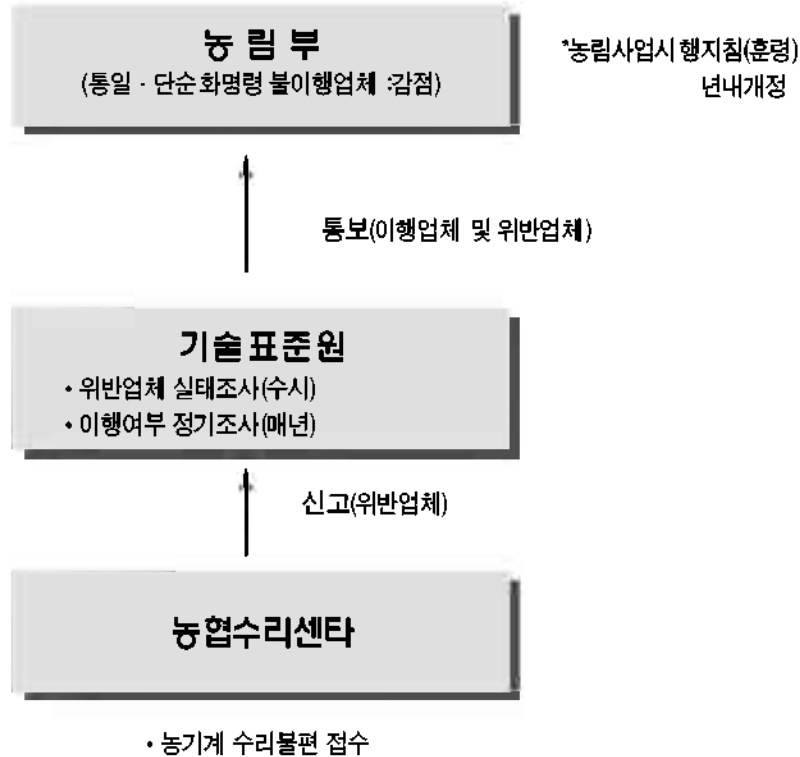 농 림 부
(통일 · 단순화명령 불이행업체 :감점)
*농림사업시행지침(훈령)
년내개정
통보(이행업체 및 위반업체)
기술표준원
• 위반업체 실태조사(수시)
• 이행여부 정기조사(매년)
신고(위반업체)
농협수리센타
• 농기계 수리불편 접수